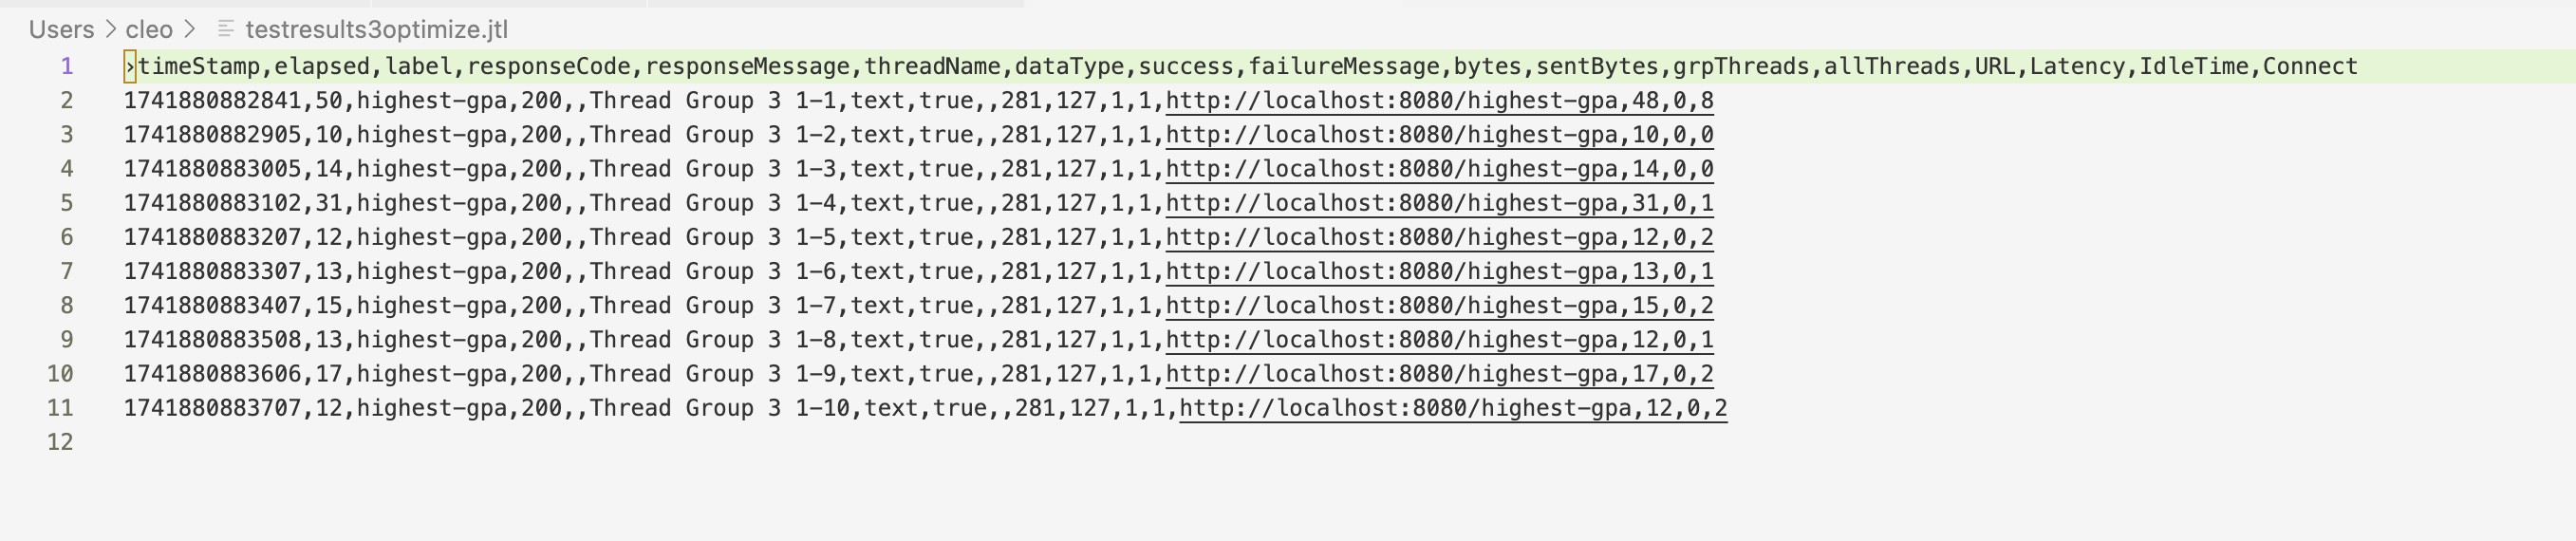 Users > cleo > testresults3optimize.jtl
1 ›timeStamp,elapsed,label,responseCode,responseMessage,threadName,dataType,success,failureMessage,bytes,sentBytes,grpThreads,allThreads,URL,Latency,IdleTime,Connect
2 1741880882841,50,highest-gpa,200,,Thread Group 3 1-1,text,true,,281,127,1,1,http://localhost:8080/highest-gpa,48,0,8
3 1741880882905,10,highest-gpa,200,,Thread Group 3 1-2,text,true,,281,127,1,1,http://localhost:8080/highest-gpa,10,0,0
4 1741880883005,14,highest-gpa,200,,Thread Group 3 1-3,text,true,,281,127,1,1,http://localhost:8080/highest-gpa,14,0,0
5 1741880883102,31,highest-gpa,200,,Thread Group 3 1-4,text,true,,281,127,1,1,http://localhost:8080/highest-gpa,31,0,1
6 1741880883207,12,highest-gpa,200,,Thread Group 3 1-5,text,true,,281,127,1,1,http://localhost:8080/highest-gpa,12,0,2
7 1741880883307,13,highest-gpa,200,,Thread Group 3 1-6,text,true,,281,127,1,1,http://localhost:8080/highest-gpa,13,0,1
8 1741880883407,15,highest-gpa,200,,Thread Group 3 1-7,text,true,,281,127,1,1,http://localhost:8080/highest-gpa,15,0,2
9 1741880883508,13,highest-gpa,200,,Thread Group 3 1-8,text,true,,281,127,1,1,http://localhost:8080/highest-gpa,12,0,1
10 1741880883606,17,highest-gpa,200,,Thread Group 3 1-9,text,true,,281,127,1,1,http://localhost:8080/highest-gpa,17,0,2
11 1741880883707,12,highest-gpa,200,,Thread Group 3 1-10,text,true,,281,127,1,1,http://localhost:8080/highest-gpa,12,0,2
12